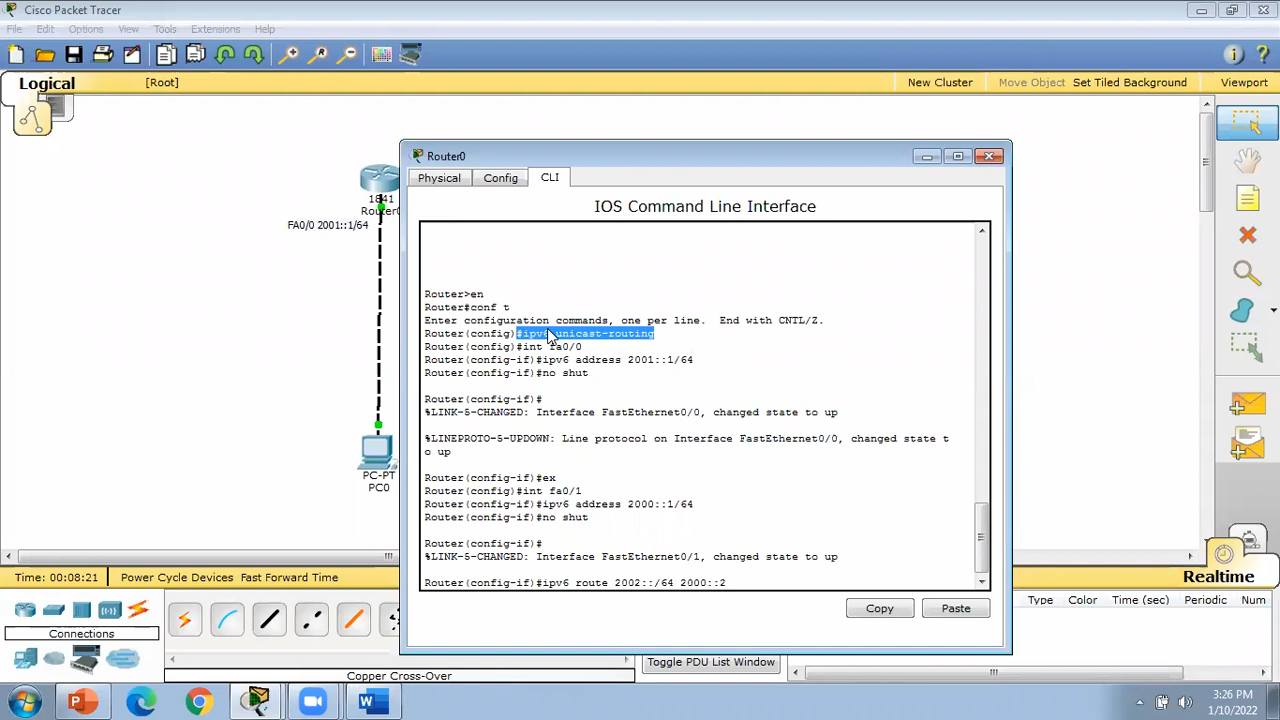 Cisco Packet Tracer
File Edit Options View Tools Extensions Help
Logical [Root] New Cluster Move Object Set Tiled Background Viewport
1841
Router0
FA0/0 2001::1/64
PC-PT
PC0
Router0
Physical Config CLI
IOS Command Line Interface
Router>en
Router#conf t
Enter configuration commands, one per line. End with CNTL/Z.
Router(config)#ipv6 unicast-routing
Router(config)#int fa0/0
Router(config-if)#ipv6 address 2001::1/64
Router(config-if)#no shut
Router(config-if)#
%LINK-5-CHANGED: Interface FastEthernet0/0, changed state to up
%LINEPROTO-5-UPDOWN: Line protocol on Interface FastEthernet0/0, changed state t
o up
Router(config-if)#ex
Router(config)#int fa0/1
Router(config-if)#ipv6 address 2000::1/64
Router(config-if)#no shut
Router(config-if)#
%LINK-5-CHANGED: Interface FastEthernet0/1, changed state to up
Router(config-if)#ipv6 route 2002::/64 2000::2
Copy Paste
Time: 00:08:21 Power Cycle Devices Fast Forward Time
Realtime
Connections
Copper Cross-Over
Toggle PDU List Window
Type Color Time (sec) Periodic Num
3:26 PM
1/10/2022